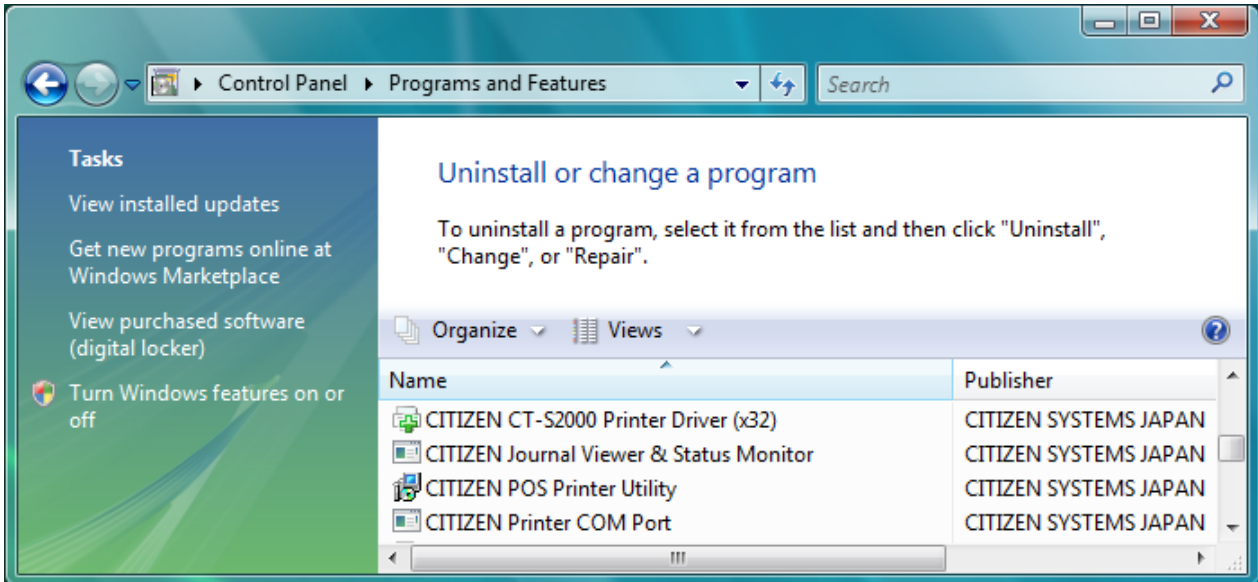 Control Panel Programs and Features Search
Tasks
View installed updates
Get new programs online at
Windows Marketplace
View purchased software
(digital locker)
Turn Windows features on or
off
Uninstall or change a program
To uninstall a program, select it from the list and then click "Uninstall",
"Change", or "Repair".
Organize Views
Name Publisher
CITIZEN CT-S2000 Printer Driver (x32) CITIZEN SYSTEMS JAPAN
CITIZEN Journal Viewer & Status Monitor CITIZEN SYSTEMS JAPAN
CITIZEN POS Printer Utility CITIZEN SYSTEMS JAPAN
CITIZEN Printer COM Port CITIZEN SYSTEMS JAPAN